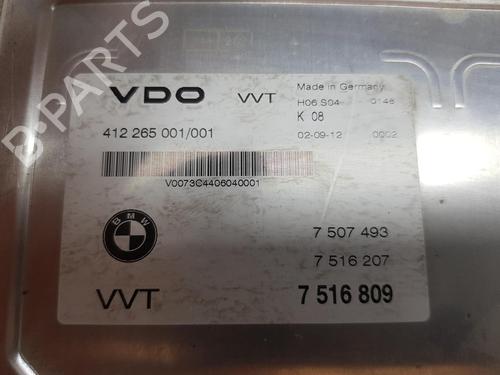 B-PARTS
VDO VVT
Made in Germany
H06 S04 0148
K 08
412 265 001/001
02-09-12 0002
V0073C4406040001
BMW
7 507 493
7 516 207
VVT
7 516 809